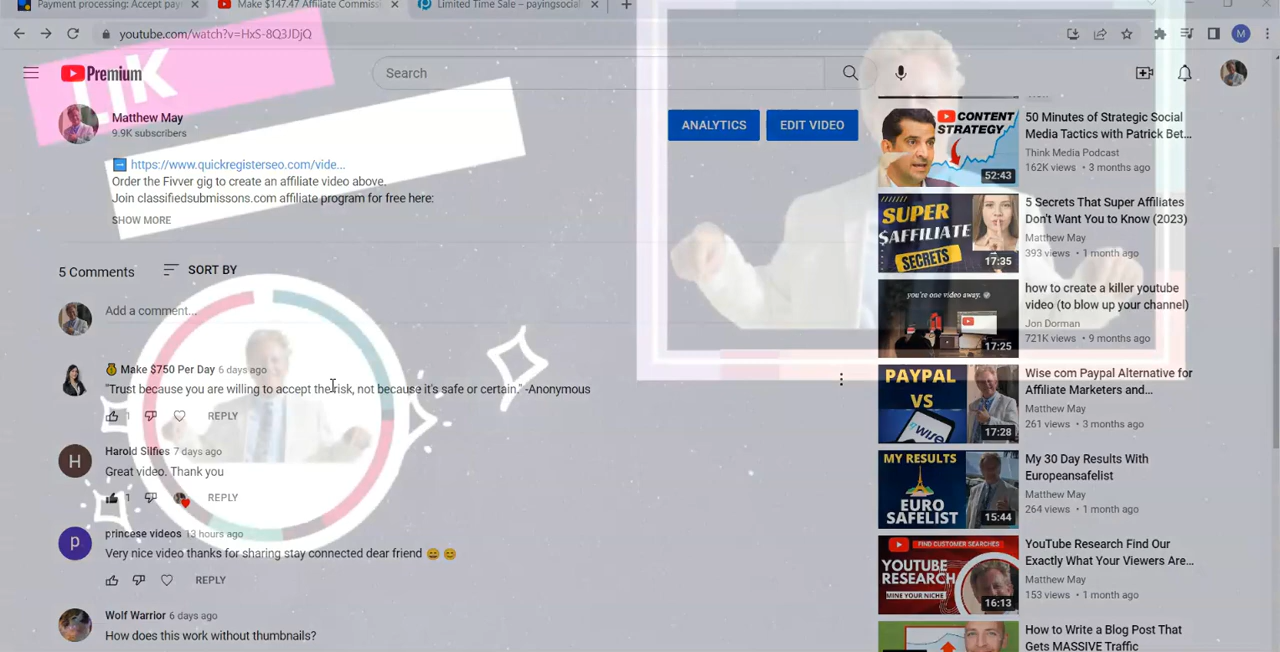 Payment processing: Accept pay
Make $147.47 Affiliate Commiss
Limited Time Sale – payingsocial
youtube.com/watch?v=HxS-8Q3JDjQ
M
Premium
Search
Matthew May
9.9K subscribers
ANALYTICS
EDIT VIDEO
https://www.quickregisterseo.com/vide...
Order the Fivver gig to create an affiliate video above.
Join classifiedsubmissons.com affiliate program for free here:
SHOW MORE
5 Comments
SORT BY
Add a comment...
Make $750 Per Day 6 days ago
"Trust because you are willing to accept the risk, not because it's safe or certain." -Anonymous
1
REPLY
H
Harold Silfies 7 days ago
Great video. Thank you
1
REPLY
p
princese videos 13 hours ago
Very nice video thanks for sharing stay connected dear friend 😄 😊
REPLY
Wolf Warrior 6 days ago
How does this work without thumbnails?
CONTENT
STRATEGY
52:43
50 Minutes of Strategic Social
Media Tactics with Patrick Bet...
Think Media Podcast
162K views • 3 months ago
SUPER
$AFFILIATE
SECRETS
17:35
5 Secrets That Super Affiliates
Don't Want You to Know (2023)
Matthew May
393 views • 1 month ago
you're one video away.
17:25
how to create a killer youtube
video (to blow up your channel)
Jon Dorman
721K views • 9 months ago
PAYPAL
VS
WISE
17:28
Wise com Paypal Alternative for
Affiliate Marketers and...
Matthew May
261 views • 3 months ago
MY RESULTS
EURO
SAFELIST
15:44
My 30 Day Results With
Europeansafelist
Matthew May
264 views • 1 month ago
FIND CUSTOMER SEARCHES
YOUTUBE
RESEARCH
MINE YOUR NICHE
16:13
YouTube Research Find Our
Exactly What Your Viewers Are...
Matthew May
153 views • 1 month ago
How to Write a Blog Post That
Gets MASSIVE Traffic